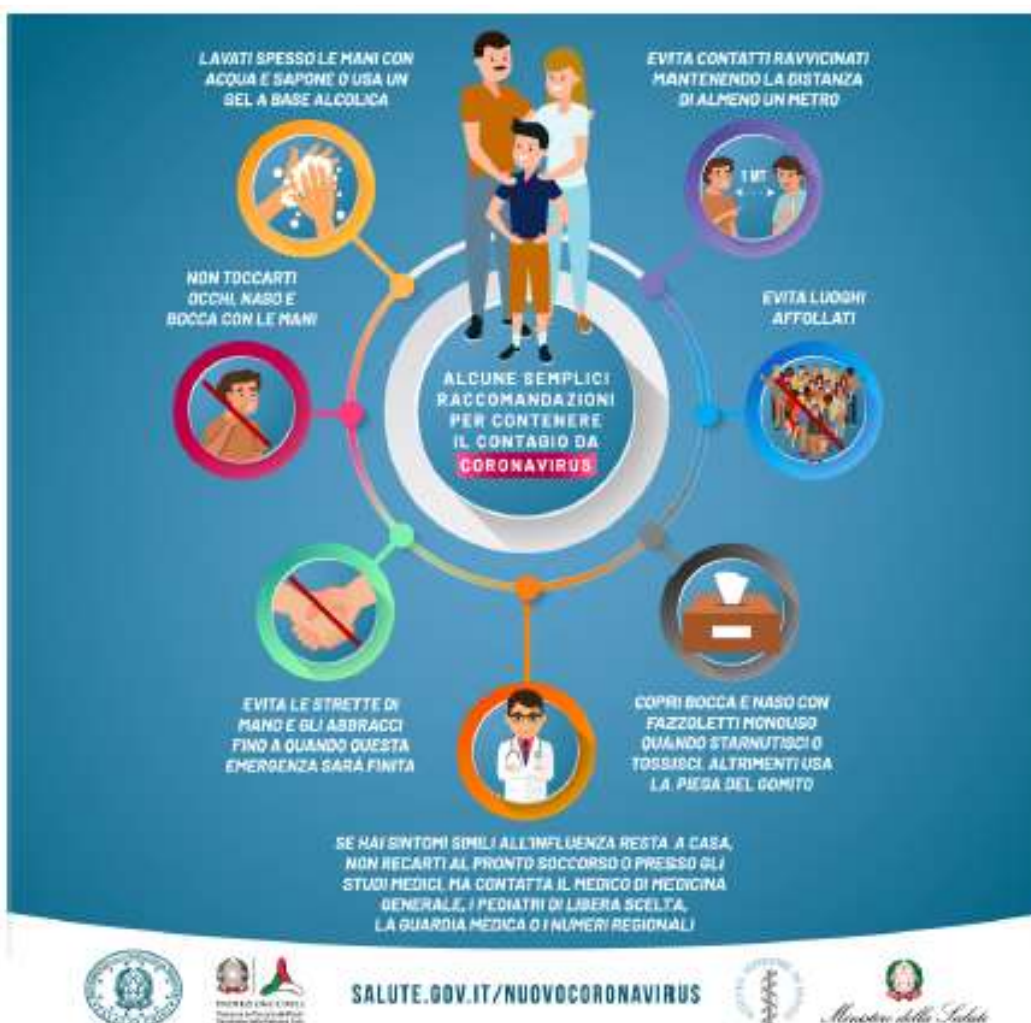 LAVATI SPESSO LE MANI CON
ACQUA E SAPONE O USA UN
GEL A BASE ALCOLICA
EVITA CONTATTI RAVVICINATI
MANTENENDO LA DISTANZA
DI ALMENO UN METRO
1 MT
NON TOCCARTI
OCCHI, NASO E
BOCCA CON LE MANI
EVITA LUOGHI
AFFOLLATI
ALCUNE SEMPLICI
RACCOMANDAZIONI
PER CONTENERE
IL CONTAGIO DA
CORONAVIRUS
EVITA LE STRETTE DI
MANO E GLI ABBRACCI
FINO A QUANDO QUESTA
EMERGENZA SARÀ FINITA
COPRI BOCCA E NASO CON
FAZZOLETTI MONOUSO
QUANDO STARNUTISCI O
TOSSISCI. ALTRIMENTI USA
LA PIEGA DEL GOMITO
SE HAI SINTOMI SIMILI ALL'INFLUENZA RESTA A CASA,
NON RECARTI AL PRONTO SOCCORSO O PRESSO GLI
STUDI MEDICI, MA CONTATTA IL MEDICO DI MEDICINA
GENERALE, I PEDIATRI DI LIBERA SCELTA,
LA GUARDIA MEDICA O I NUMERI REGIONALI
SALUTE.GOV.IT/NUOVOCORONAVIRUS
Ministero della Salute